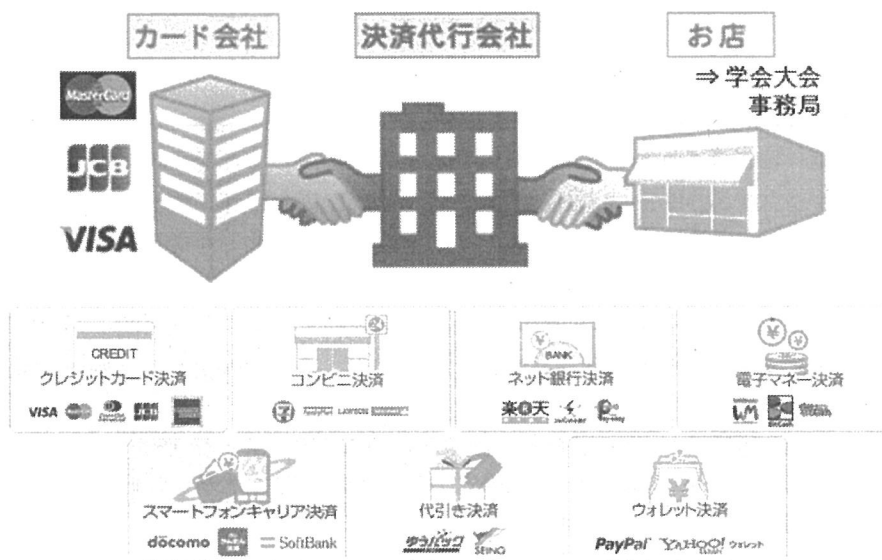 カード会社
決済代行会社
お店
⇒ 学会大会
事務局
MasterCard
JCB
VISA
CREDIT
クレジットカード決済
VISA
JCB
コンビニ決済
LAWSON
¥
BANK
ネット銀行決済
楽天
Pay-easy
¥
¥
電子マネー決済
BitCash
¥
スマートフォンキャリア決済
döcomo
SoftBank
代引き決済
ゆうパック
SEINO
¥
ウォレット決済
PayPal YAHOO! ウォレット